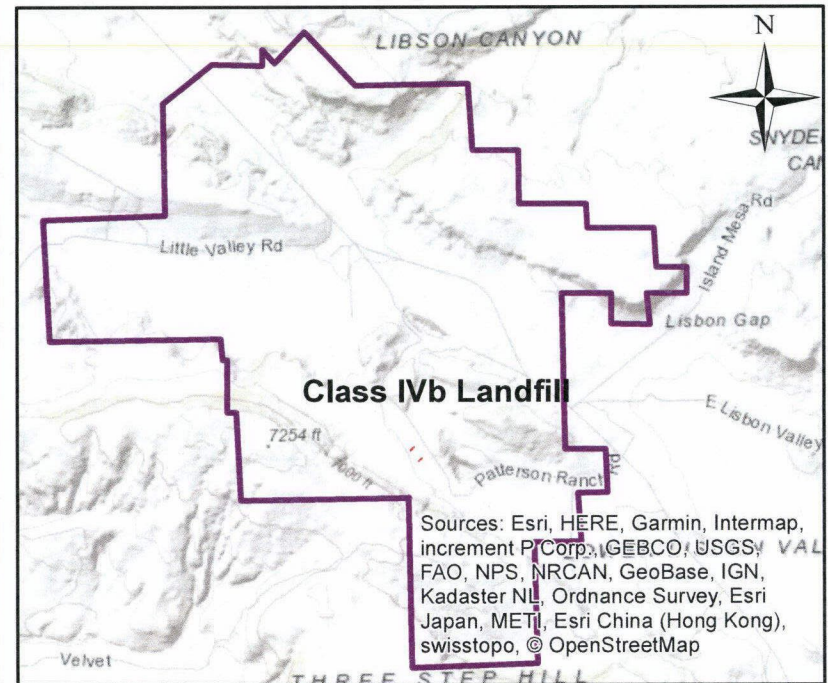 N
LIBSON CANYON
SNYDE
CAN
Island Mesa Rd
Little Valley Rd
Lisbon Gap
Class IVb Landfill
E Lisbon Valley
7254 ft
7000 ft
Patterson Ranch Rd
Sources: Esri, HERE, Garmin, Intermap,
increment P Corp., GEBCO, USGS,
FAO, NPS, NRCAN, GeoBase, IGN,
Kadaster NL, Ordnance Survey, Esri
Japan, METI, Esri China (Hong Kong),
swisstopo, © OpenStreetMap
VAL
Velvet
THREE STEP HILL